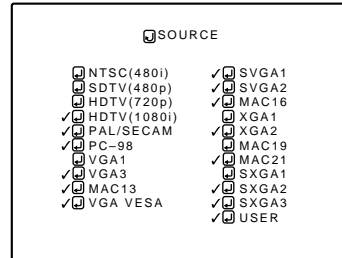 SOURCE
NTSC(480i)
SDTV(480p)
HDTV(720p)
✓ HDTV(1080i)
✓ PAL/SECAM
✓ PC–98
VGA1
✓ VGA3
✓ MAC13
✓ VGA VESA
✓ SVGA1
✓ SVGA2
✓ MAC16
XGA1
✓ XGA2
MAC19
✓ MAC21
SXGA1
✓ SXGA2
✓ SXGA3
✓ USER